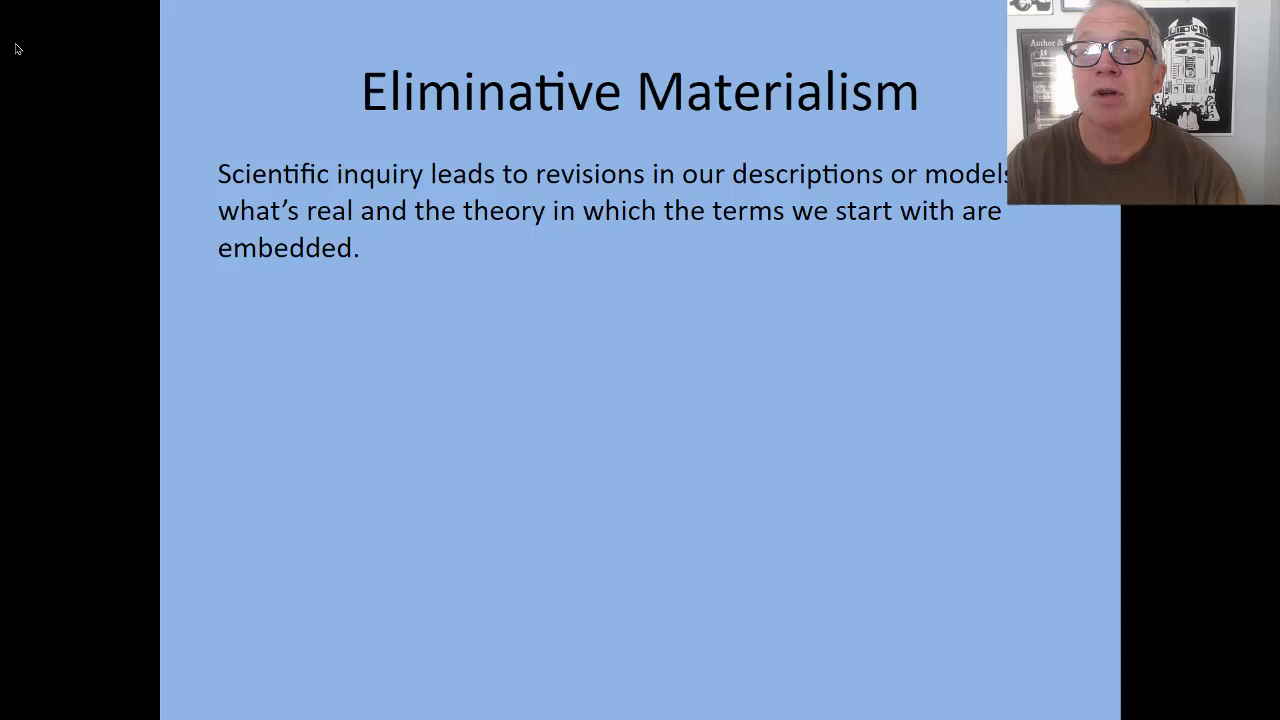 Eliminative Materialism
Scientific inquiry leads to revisions in our descriptions or models
what’s real and the theory in which the terms we start with are
embedded.
Author &